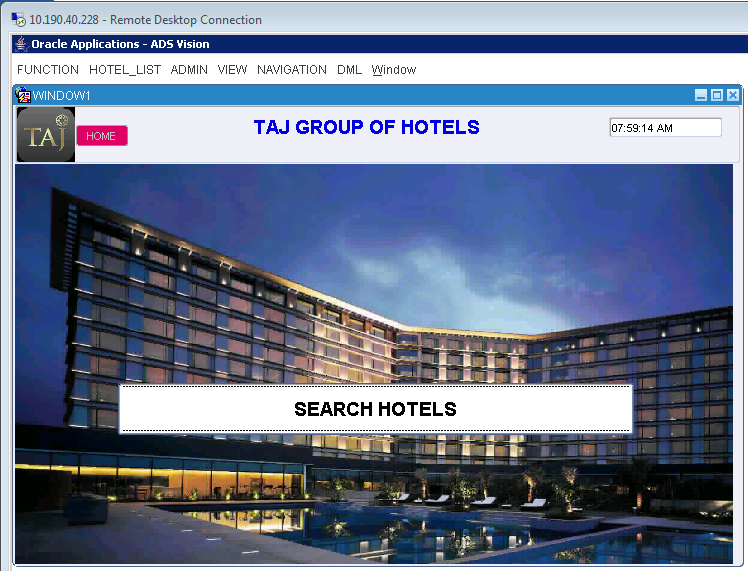 10.190.40.228 - Remote Desktop Connection
Oracle Applications - ADS Vision
FUNCTION HOTEL_LIST ADMIN VIEW NAVIGATION DML Window
WINDOW1
TAJ HOME TAJ GROUP OF HOTELS 07:59:14 AM
SEARCH HOTELS